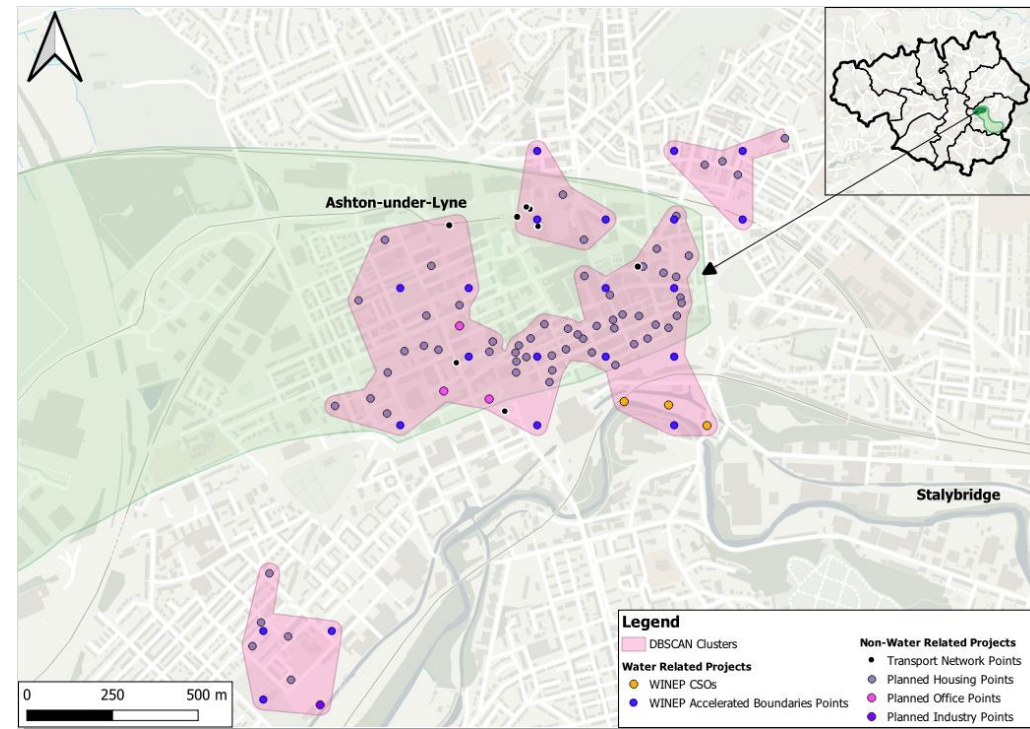 Ashton-under-Lyne
Stalybridge
0 250 500 m
Legend
DBSCAN Clusters
Water Related Projects
WINEP CSOs
WINEP Accelerated Boundaries Points
Non-Water Related Projects
Transport Network Points
Planned Housing Points
Planned Office Points
Planned Industry Points